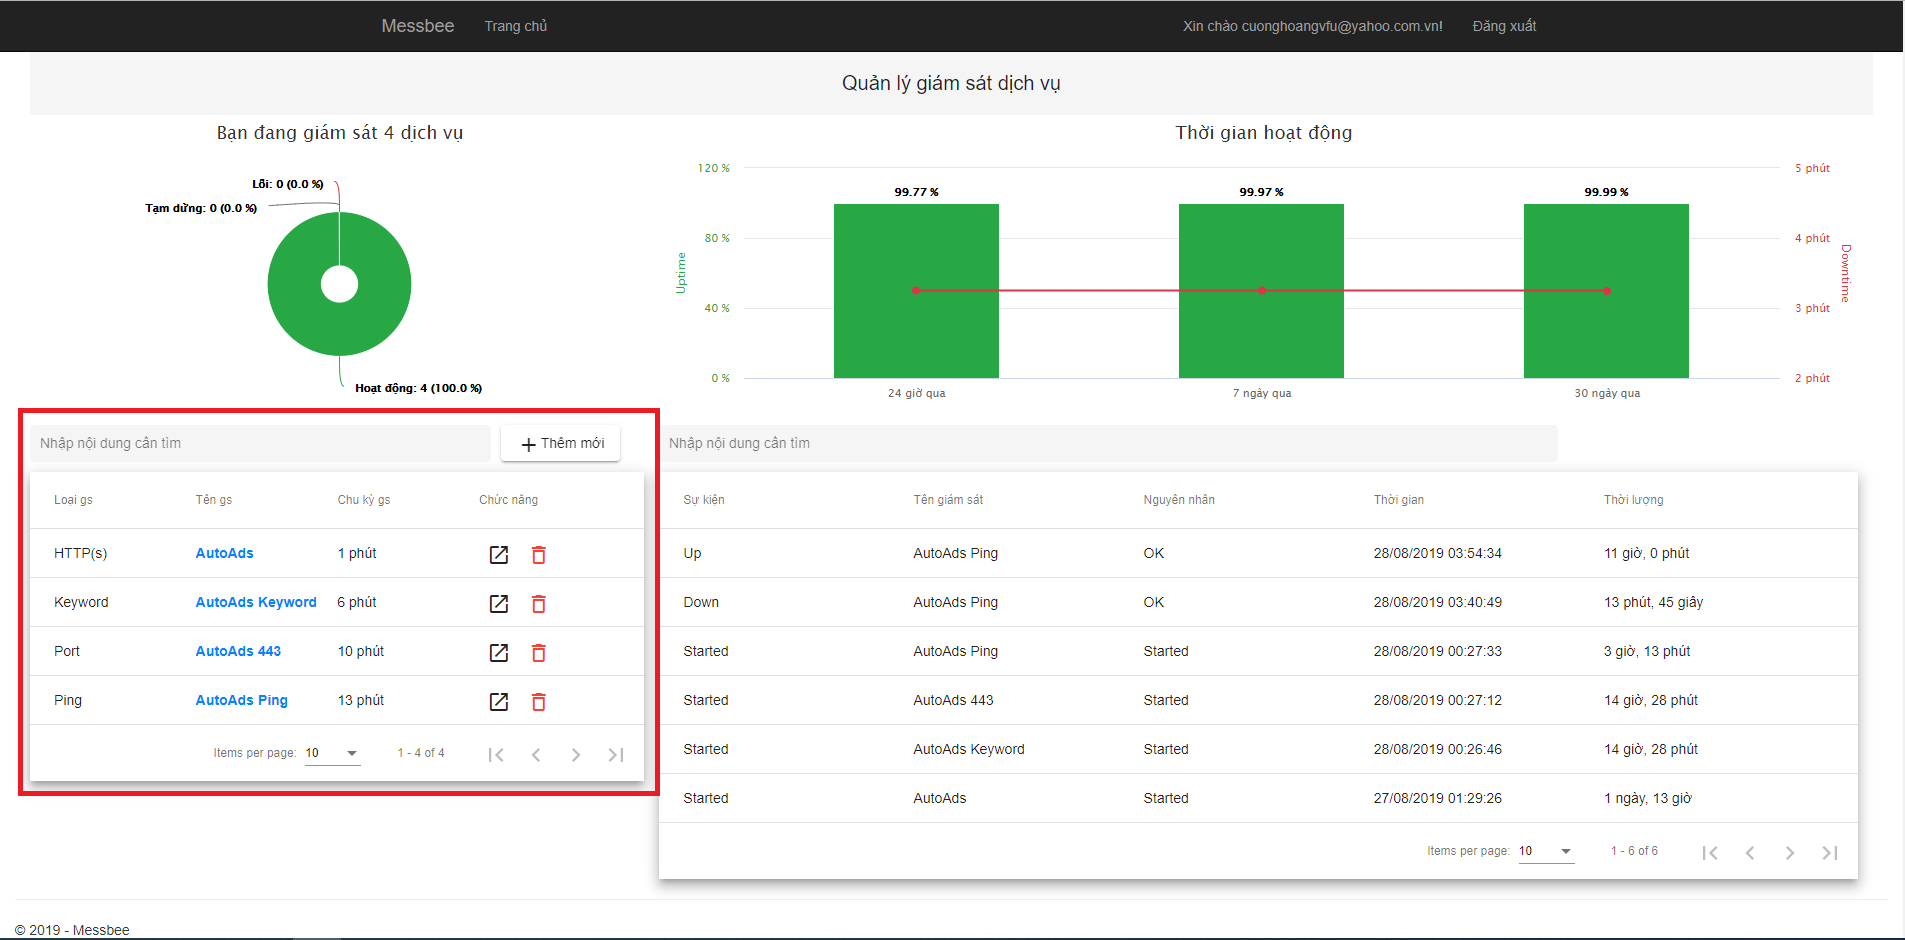 Messbee Trang chủ Xin chào cuonghoangvfu@yahoo.com.vn! Đăng xuất
Quản lý giám sát dịch vụ
Bạn đang giám sát 4 dịch vụ
Lỗi: 0 (0.0 %)
Tạm dừng: 0 (0.0 %)
Hoạt động: 4 (100.0 %)
Thời gian hoạt động
120 %
80 %
40 %
0 %
Uptime
99.77 %
99.97 %
99.99 %
24 giờ qua
7 ngày qua
30 ngày qua
5 phút
4 phút
3 phút
2 phút
Downtime
Nhập nội dung cần tìm
Thêm mới
Loại gs Tên gs Chu kỳ gs Chức năng
HTTP(s) AutoAds 1 phút
Keyword AutoAds Keyword 6 phút
Port AutoAds 443 10 phút
Ping AutoAds Ping 13 phút
Items per page: 10 1 - 4 of 4
Nhập nội dung cần tìm
Sự kiện Tên giám sát Nguyên nhân Thời gian Thời lượng
Up AutoAds Ping OK 28/08/2019 03:54:34 11 giờ, 0 phút
Down AutoAds Ping OK 28/08/2019 03:40:49 13 phút, 45 giây
Started AutoAds Ping Started 28/08/2019 00:27:33 3 giờ, 13 phút
Started AutoAds 443 Started 28/08/2019 00:27:12 14 giờ, 28 phút
Started AutoAds Keyword Started 28/08/2019 00:26:46 14 giờ, 28 phút
Started AutoAds Started 27/08/2019 01:29:26 1 ngày, 13 giờ
Items per page: 10 1 - 6 of 6
© 2019 - Messbee